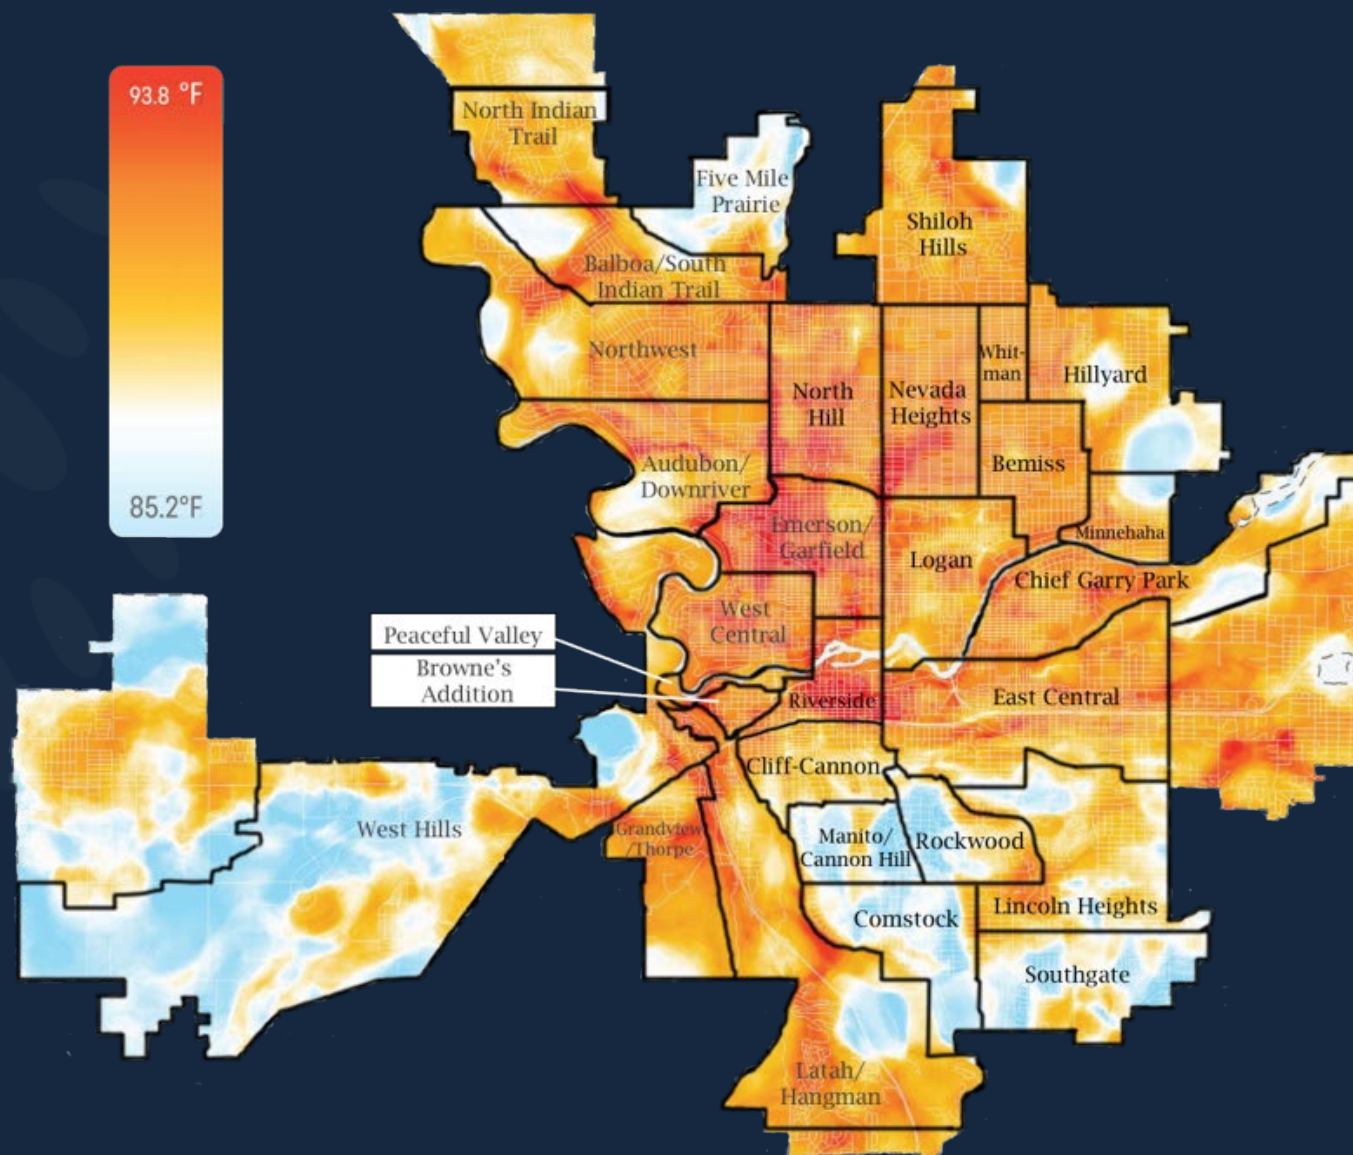 93.8 °F
85.2°F
North Indian
Trail
Five Mile
Prairie
Shiloh
Hills
Balboa/South
Indian Trail
Northwest
North
Hill
Nevada
Heights
Whit-
man
Hillyard
Audubon/
Downriver
Bemiss
Emerson/
Garfield
Logan
Minnehaha
Chief Garry Park
West
Central
Peaceful Valley
Browne's
Addition
Riverside
East Central
Cliff-Cannon
West Hills
Grandview
/Thorpe
Manito/
Cannon Hill
Rockwood
Comstock
Lincoln Heights
Southgate
Latah/
Hangman